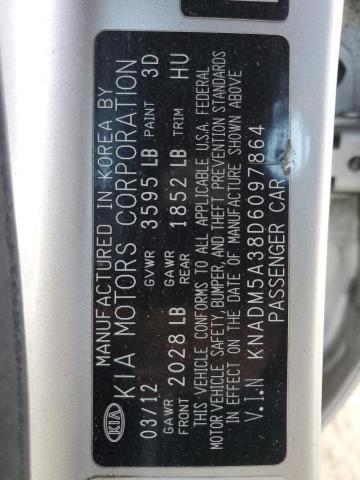 MANUFACTURED IN KOREA BY
KIA KIA MOTORS CORPORATION
03/12 GVWR 3595 LB PAINT 3D
GAWR FRONT 2028 LB GAWR REAR 1852 LB TRIM HU
THIS VEHICLE CONFORMS TO ALL APPLICABLE U.S.A. FEDERAL
MOTOR VEHICLE SAFETY, BUMPER, AND THEFT PREVENTION STANDARDS
IN EFFECT ON THE DATE OF MANUFACTURE SHOWN ABOVE
V.I.N KNADM5A38D6097864
PASSENGER CAR